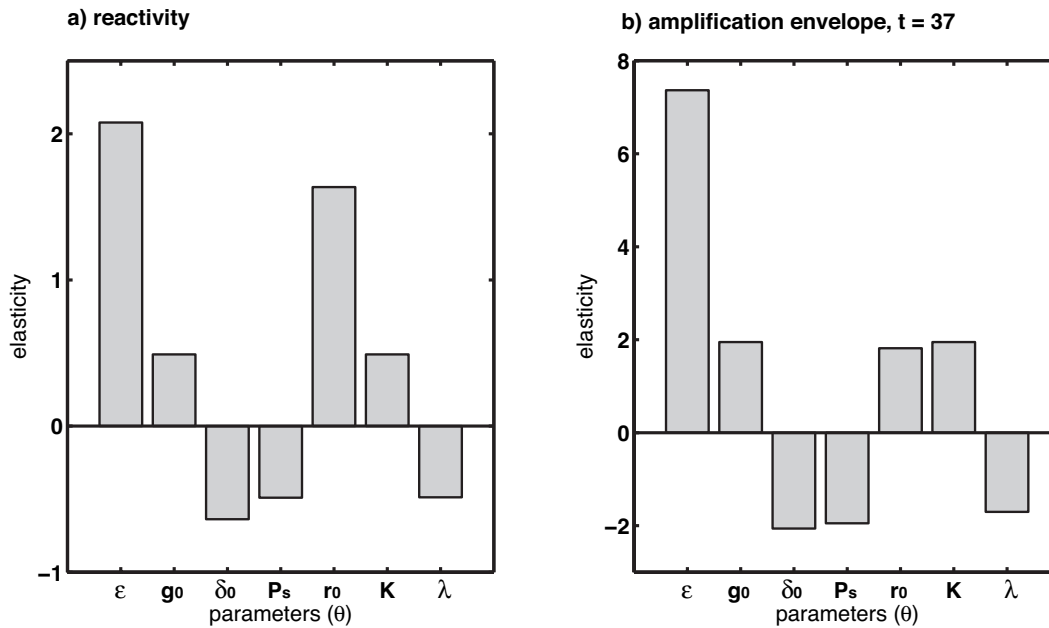 a) reactivity
2
1
0
−1
elasticity
ε g₀ δ₀ Pₛ r₀ K λ
parameters (θ)
b) amplification envelope, t = 37
8
6
4
2
0
−2
elasticity
ε g₀ δ₀ Pₛ r₀ K λ
parameters (θ)